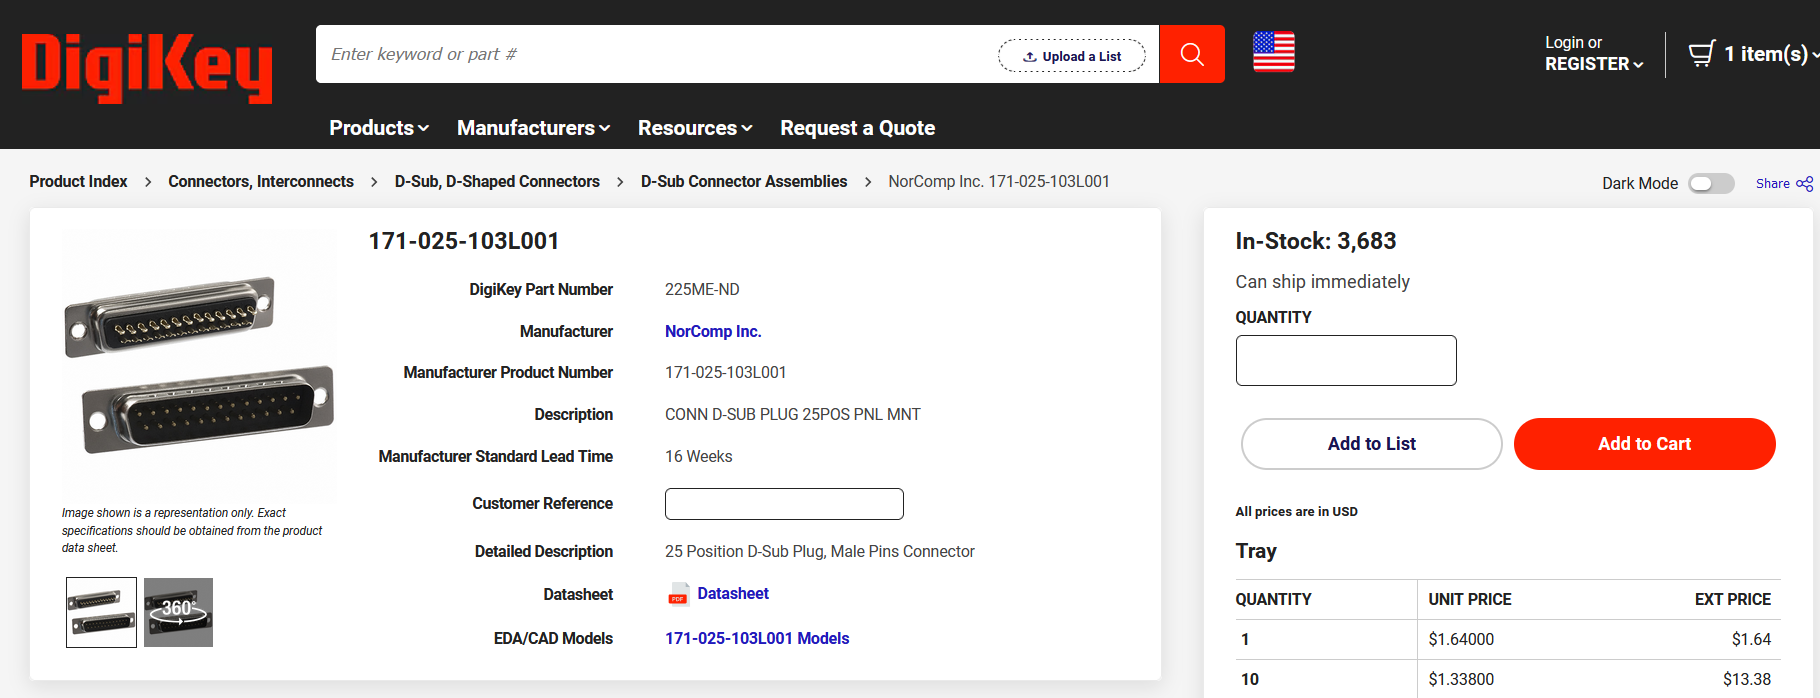 DigiKey
Enter keyword or part #
Upload a List
Login or
REGISTER
1 item(s)
Products
Manufacturers
Resources
Request a Quote
Product Index > Connectors, Interconnects > D-Sub, D-Shaped Connectors > D-Sub Connector Assemblies > NorComp Inc. 171-025-103L001
Dark Mode
Share
171-025-103L001
DigiKey Part Number 225ME-ND
Manufacturer NorComp Inc.
Manufacturer Product Number 171-025-103L001
Description CONN D-SUB PLUG 25POS PNL MNT
Manufacturer Standard Lead Time 16 Weeks
Customer Reference
Detailed Description 25 Position D-Sub Plug, Male Pins Connector
Datasheet PDF Datasheet
EDA/CAD Models 171-025-103L001 Models
Image shown is a representation only. Exact
specifications should be obtained from the product
data sheet.
360°
In-Stock: 3,683
Can ship immediately
QUANTITY
Add to List
Add to Cart
All prices are in USD
Tray
QUANTITY UNIT PRICE EXT PRICE
1 $1.64000 $1.64
10 $1.33800 $13.38